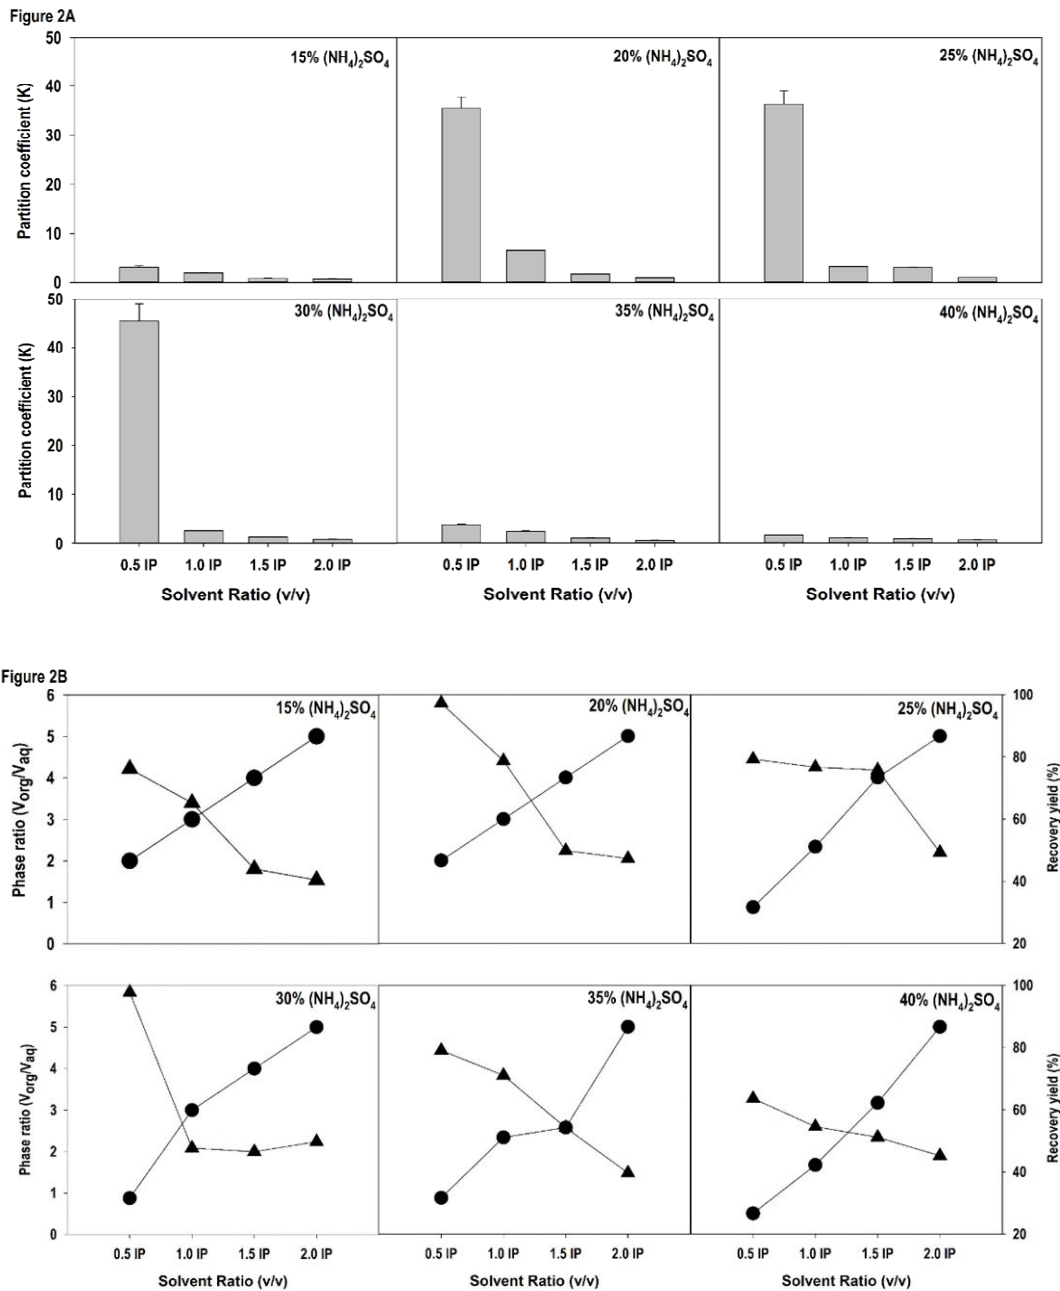 Figure 2A
50
40
30
20
10
0
Partition coefficient (K)
15% (NH4)2SO4
20% (NH4)2SO4
25% (NH4)2SO4
50
40
30
20
10
0
Partition coefficient (K)
30% (NH4)2SO4
35% (NH4)2SO4
40% (NH4)2SO4
0.5 IP 1.0 IP 1.5 IP 2.0 IP
0.5 IP 1.0 IP 1.5 IP 2.0 IP
0.5 IP 1.0 IP 1.5 IP 2.0 IP
Solvent Ratio (v/v)
Solvent Ratio (v/v)
Solvent Ratio (v/v)
Figure 2B
6
5
4
3
2
1
0
Phase ratio (Vorg/Vaq)
15% (NH4)2SO4
20% (NH4)2SO4
25% (NH4)2SO4
100
80
60
40
20
Recovery yield (%)
6
5
4
3
2
1
0
Phase ratio (Vorg/Vaq)
30% (NH4)2SO4
35% (NH4)2SO4
40% (NH4)2SO4
100
80
60
40
20
Recovery yield (%)
0.5 IP 1.0 IP 1.5 IP 2.0 IP
0.5 IP 1.0 IP 1.5 IP 2.0 IP
0.5 IP 1.0 IP 1.5 IP 2.0 IP
Solvent Ratio (v/v)
Solvent Ratio (v/v)
Solvent Ratio (v/v)